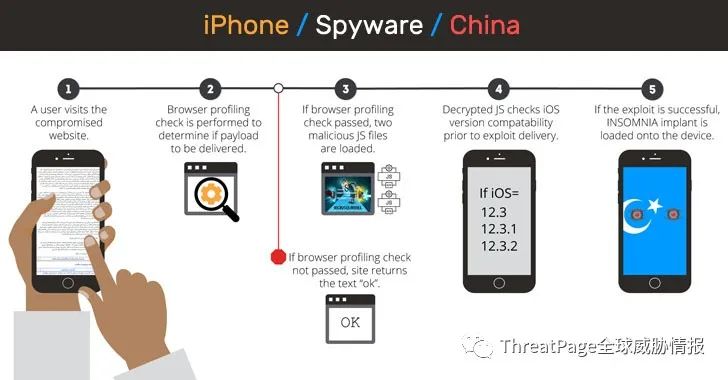 iPhone / Spyware / China
1
2
3
4
5
A user visits the
compromised
website.
Browser profiling
check is performed to
determine if payload
to be delivered.
If browser profiling
check passed, two
malicious JS files
are loaded.
Decrypted JS checks iOS
version compatability
prior to exploit delivery.
If the exploit is successful,
INSOMNIA implant is
loaded onto the device.
JS
JS
If iOS=
12.3
12.3.1
12.3.2
If browser profiling check
not passed, site returns
the text “ok”.
OK
ThreatPage全球威胁情报